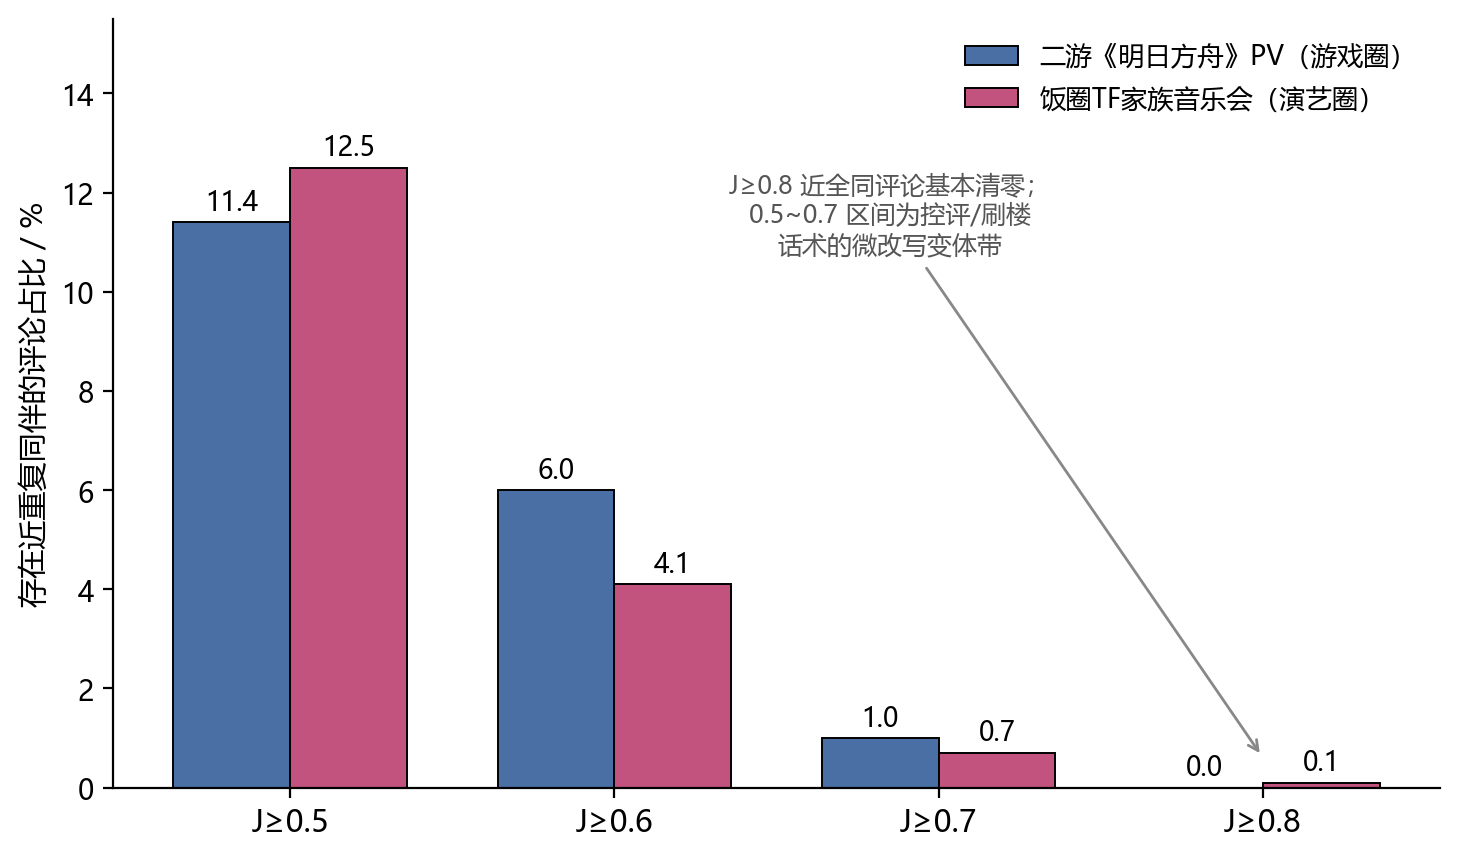 二游《明日方舟》PV（游戏圈）
饭圈TF家族音乐会（演艺圈）
J≥0.8 近全同评论基本清零；
0.5~0.7 区间为控评/刷楼
话术的微改写变体带
存在近重复同伴的评论占比 / %
14
12
10
8
6
4
2
0
11.4
12.5
6.0
4.1
1.0
0.7
0.0
0.1
J≥0.5
J≥0.6
J≥0.7
J≥0.8